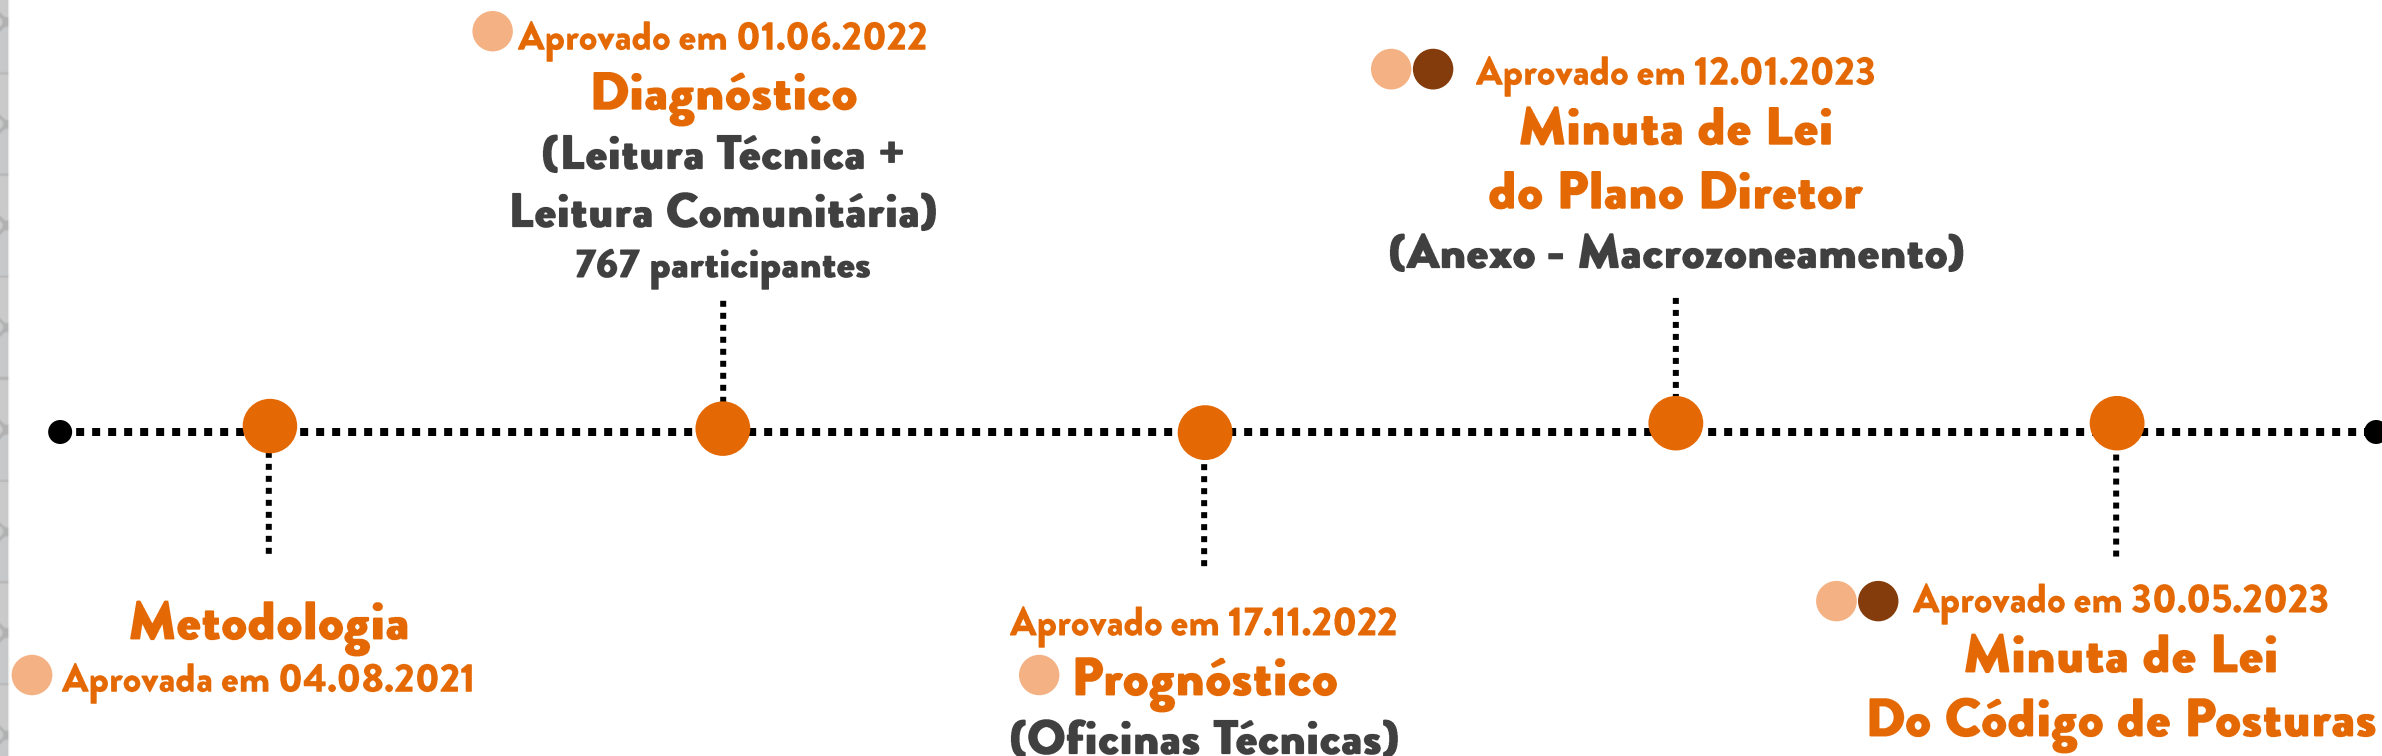 Aprovado em 01.06.2022
Diagnóstico
(Leitura Técnica +
Leitura Comunitária)
767 participantes
Aprovado em 12.01.2023
Minuta de Lei
do Plano Diretor
(Anexo - Macrozoneamento)
Metodologia
Aprovada em 04.08.2021
Aprovado em 17.11.2022
Prognóstico
(Oficinas Técnicas)
Aprovado em 30.05.2023
Minuta de Lei
Do Código de Posturas